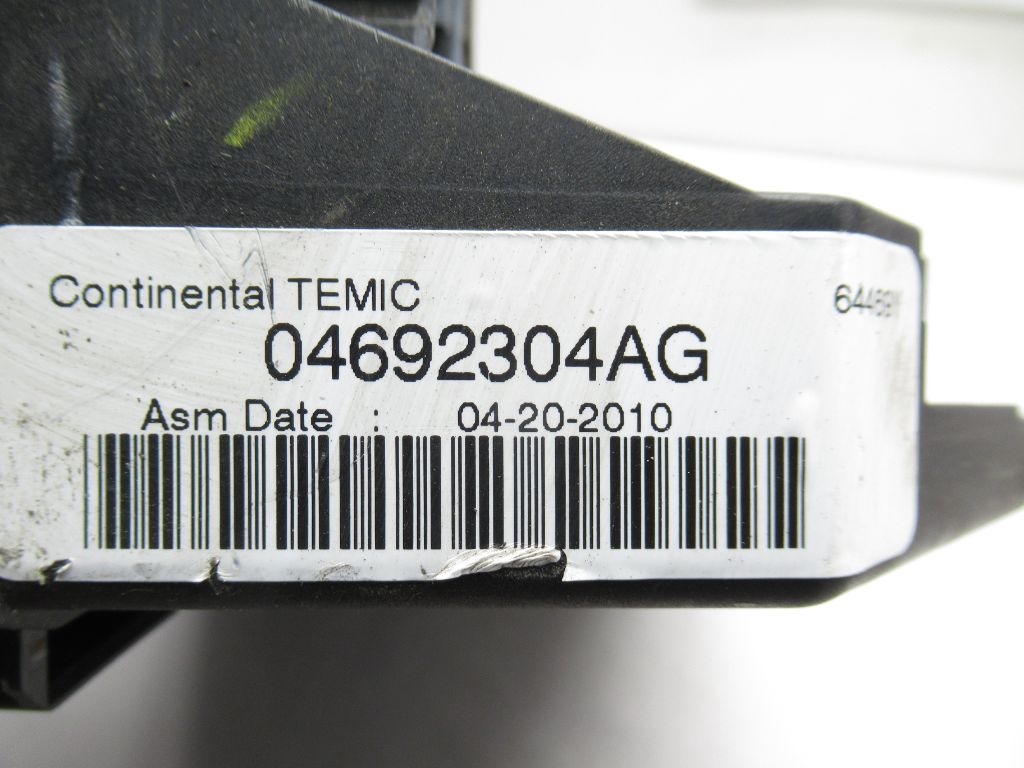 Continental TEMIC
04692304AG
Asm Date : 04-20-2010